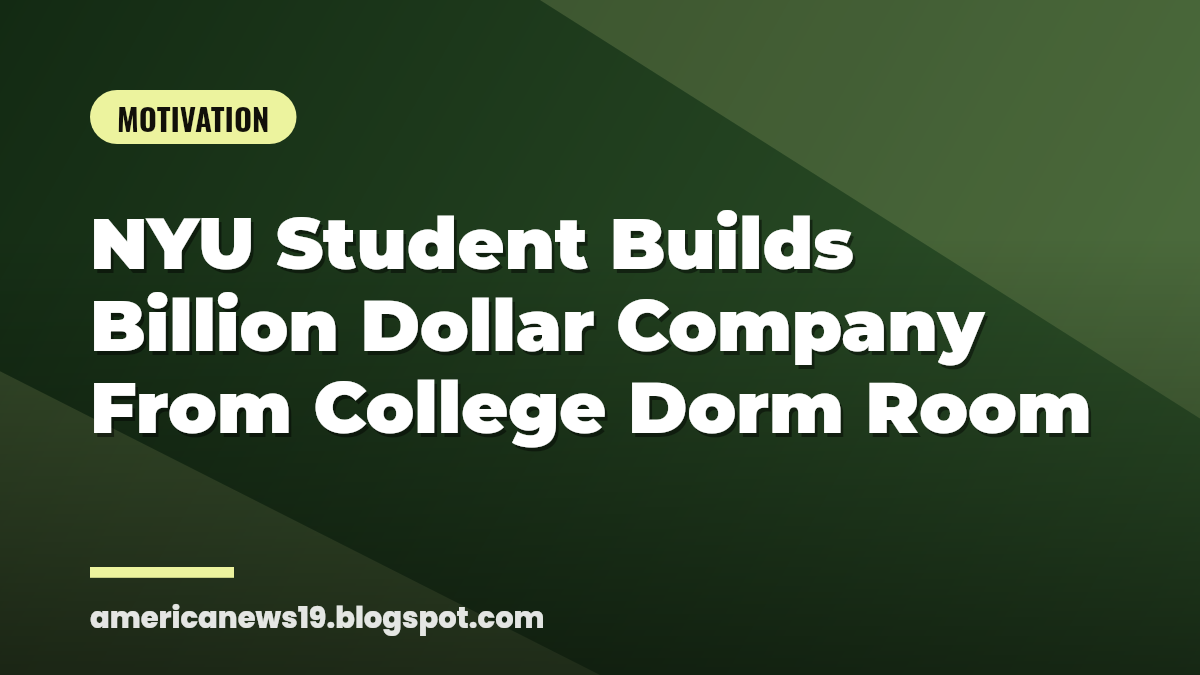 MOTIVATION
NYU Student Builds
Billion Dollar Company
From College Dorm Room
americanews19.blogspot.com